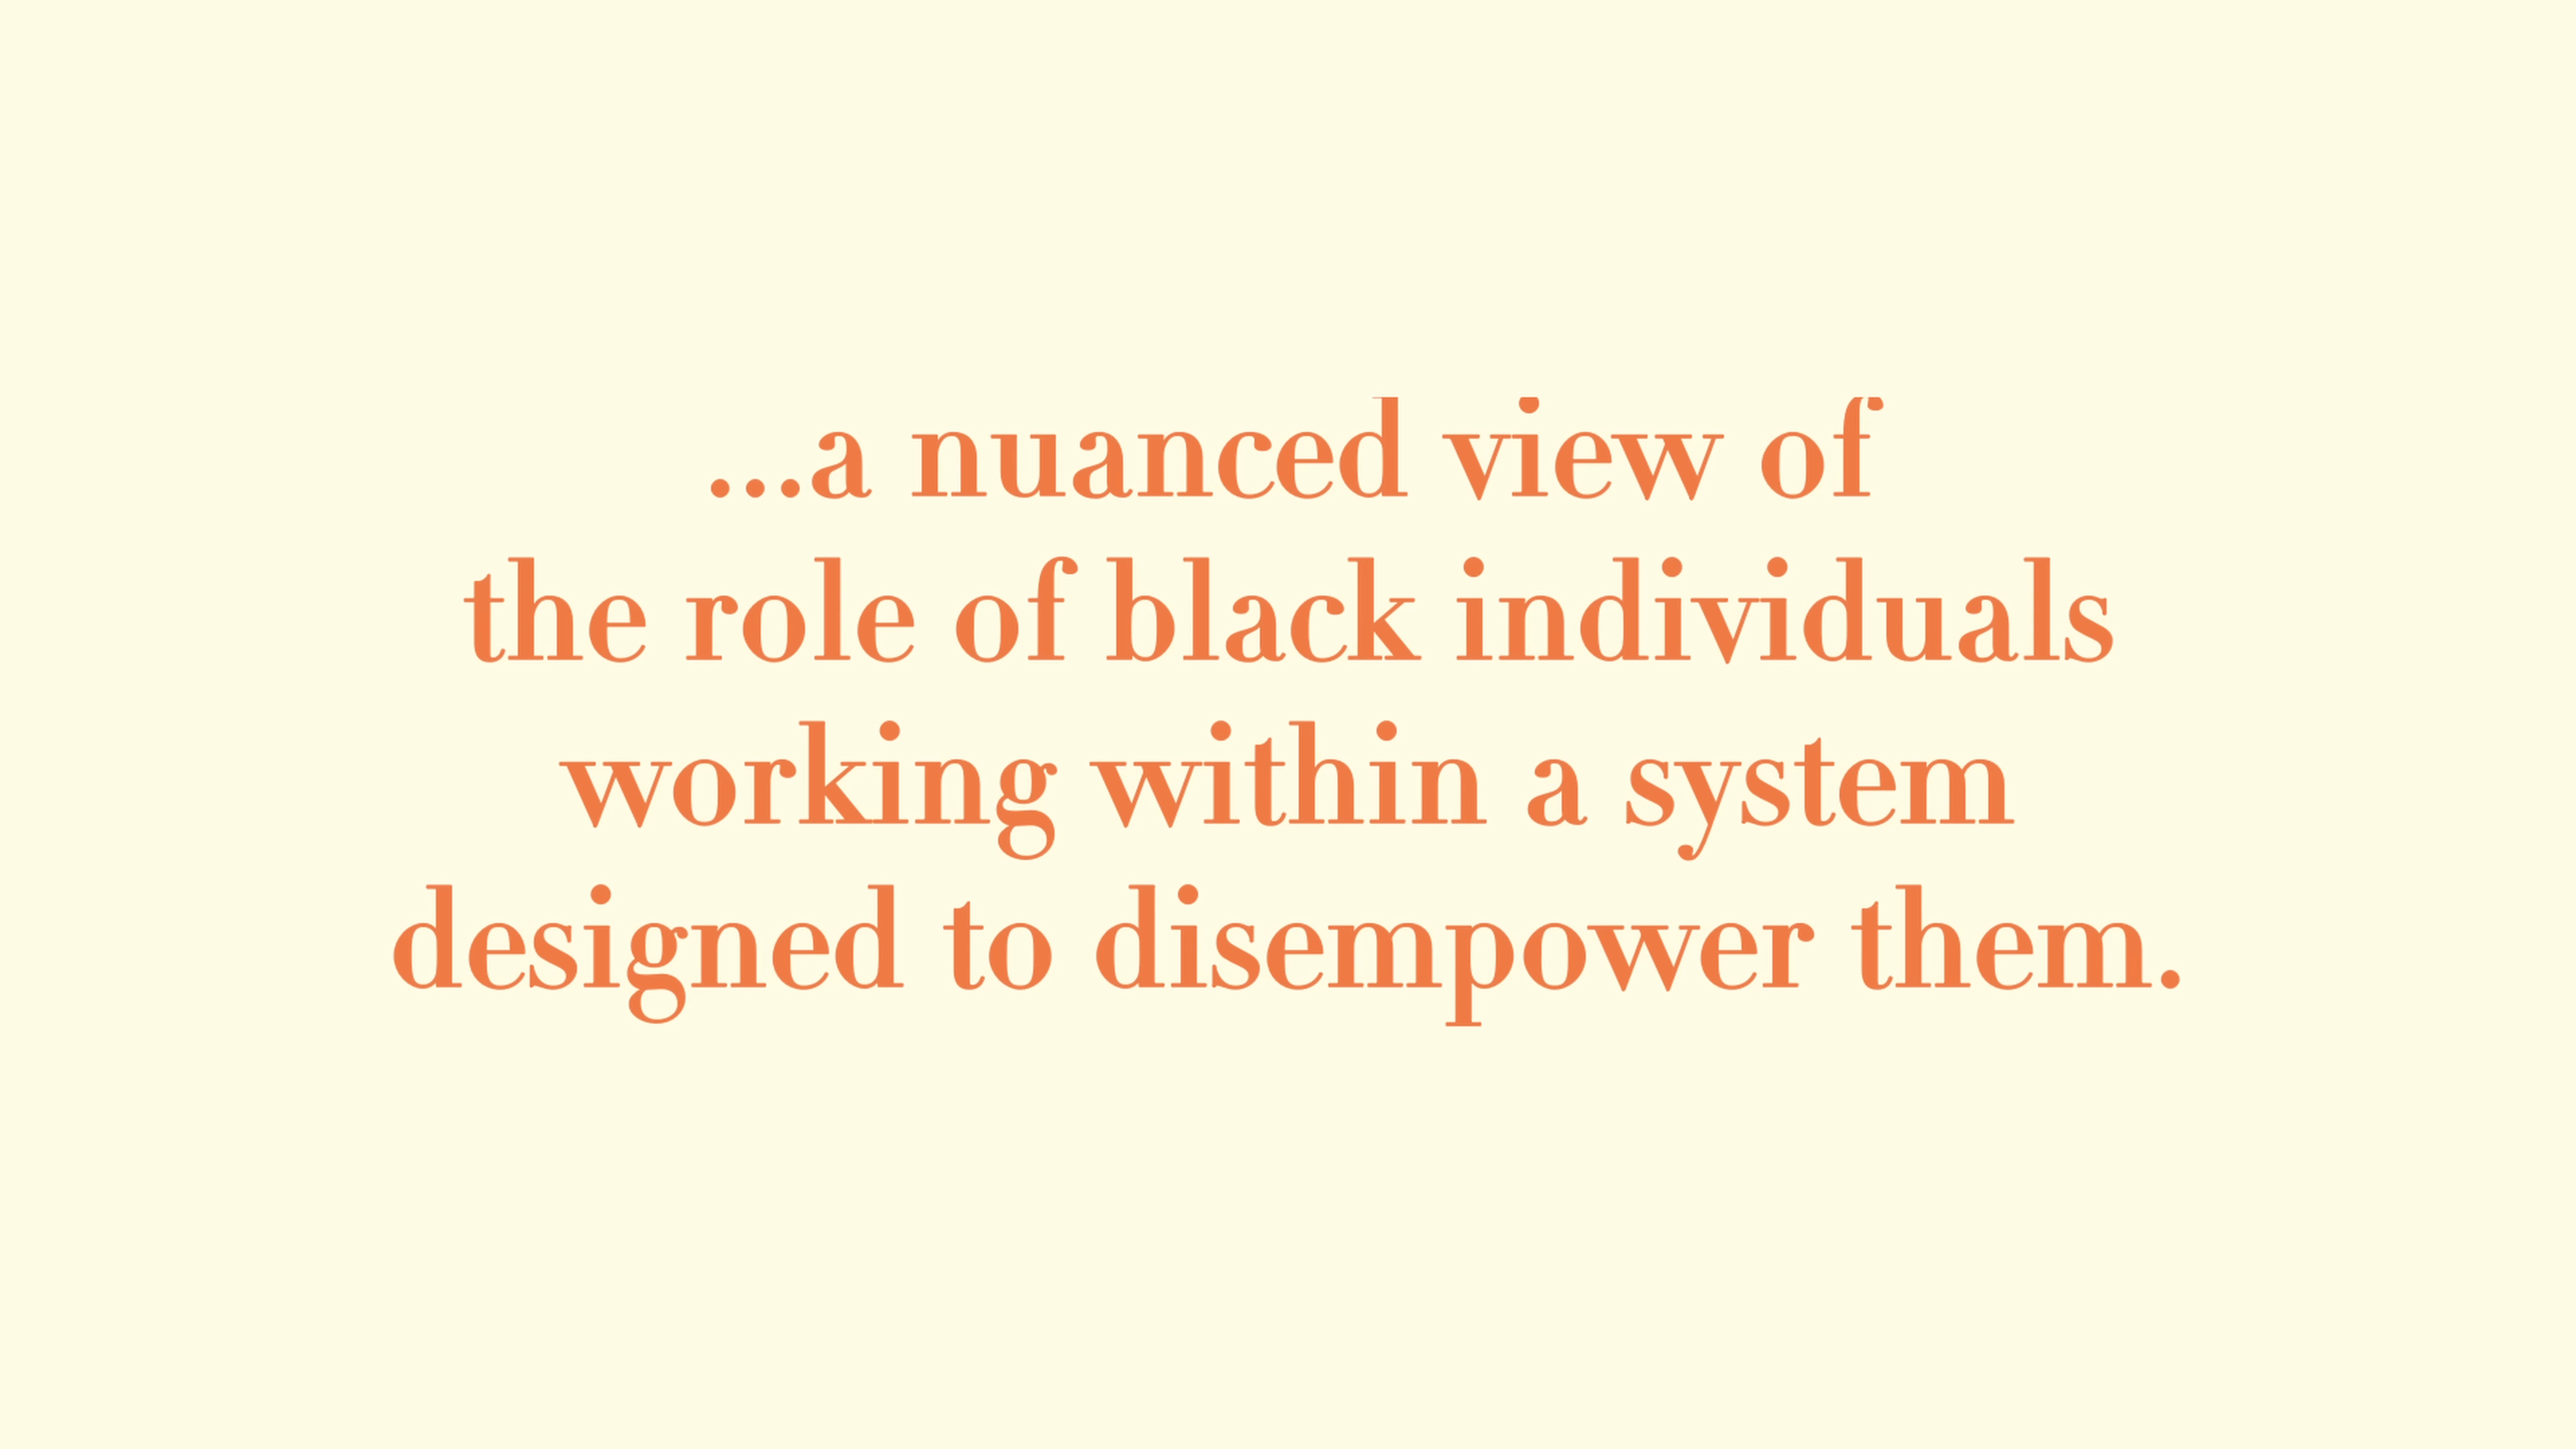 ...a nuanced view of
the role of black individuals
working within a system
designed to disempower them.